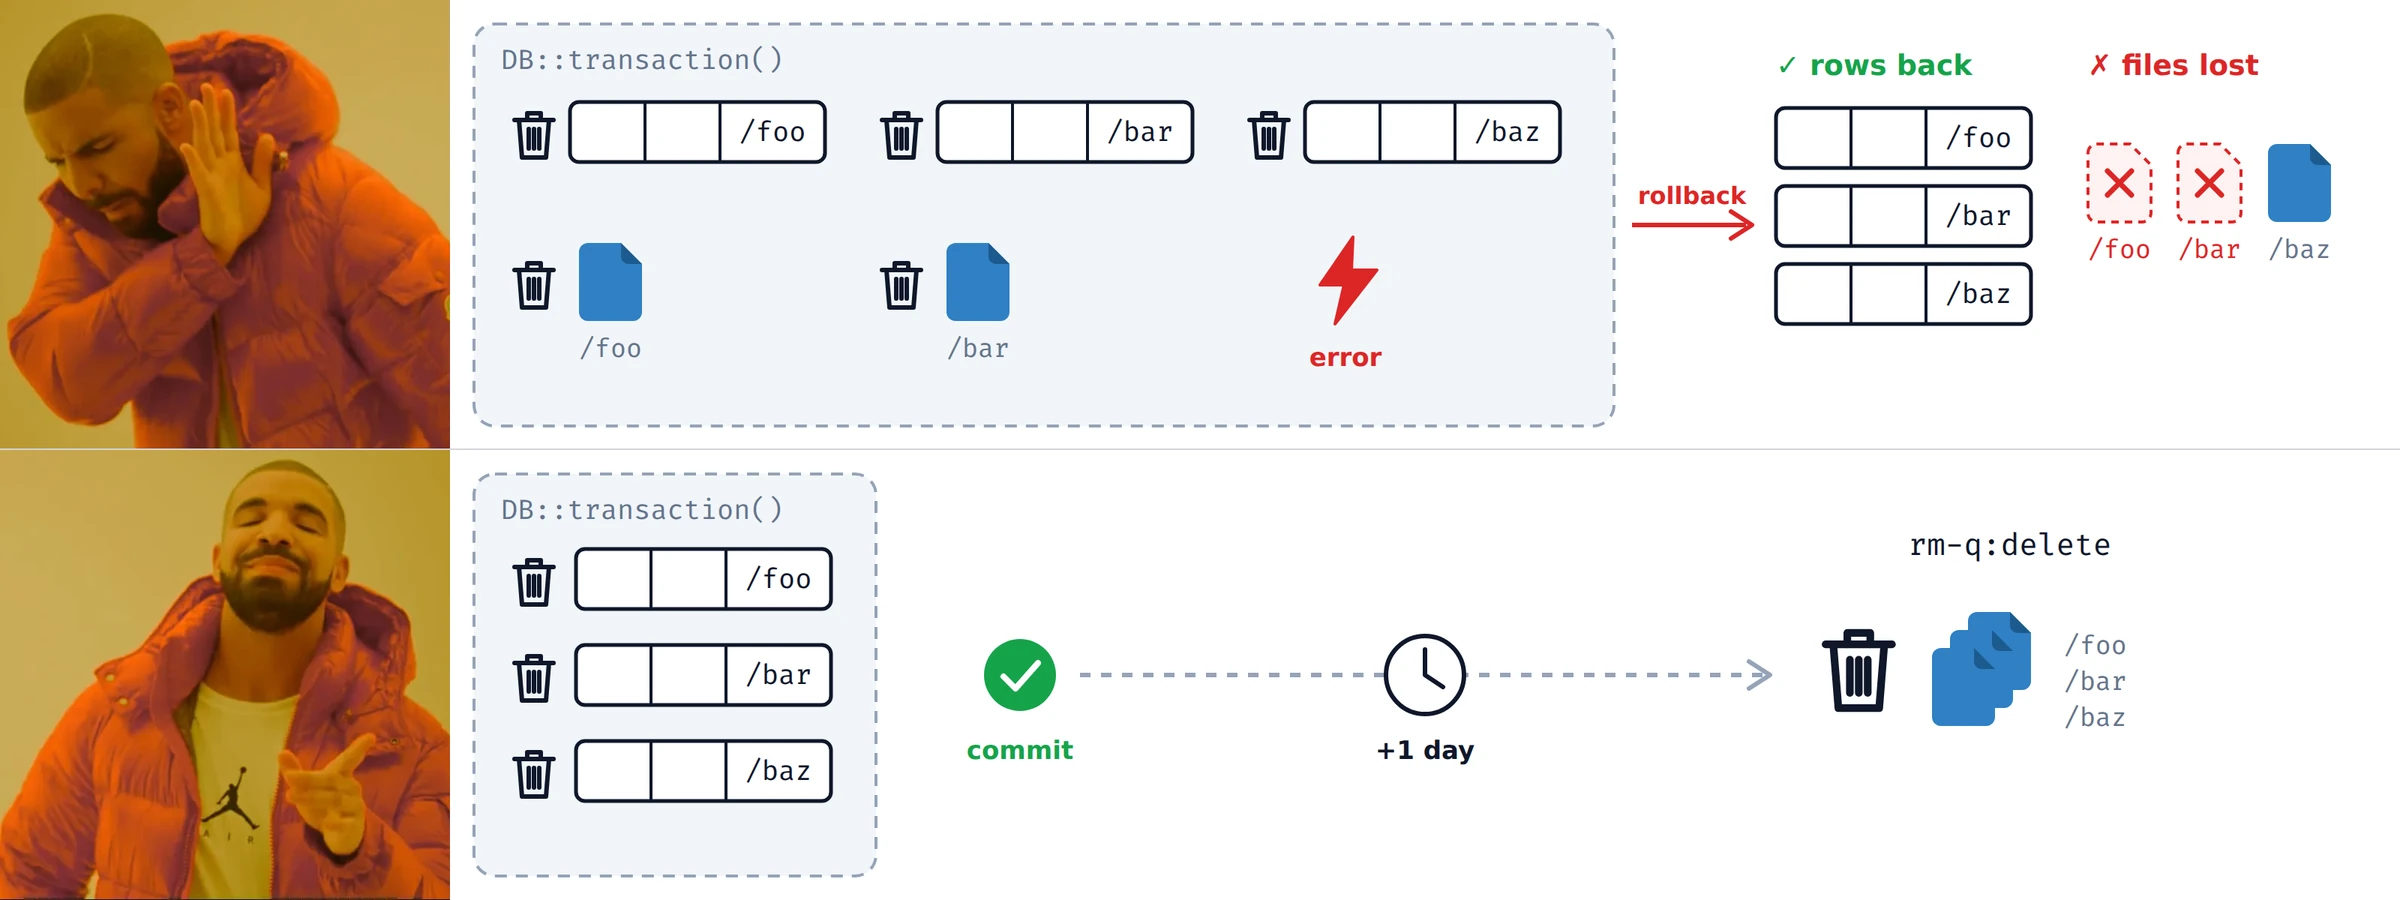 DB::transaction()
✓ rows back
✗ files lost
/foo
/bar
/baz
/foo
/bar
/baz
rollback
/foo
/bar
/baz
/foo
/bar
error
DB::transaction()
/foo
/bar
/baz
commit
+1 day
rm-q:delete
/foo
/bar
/baz
AIR